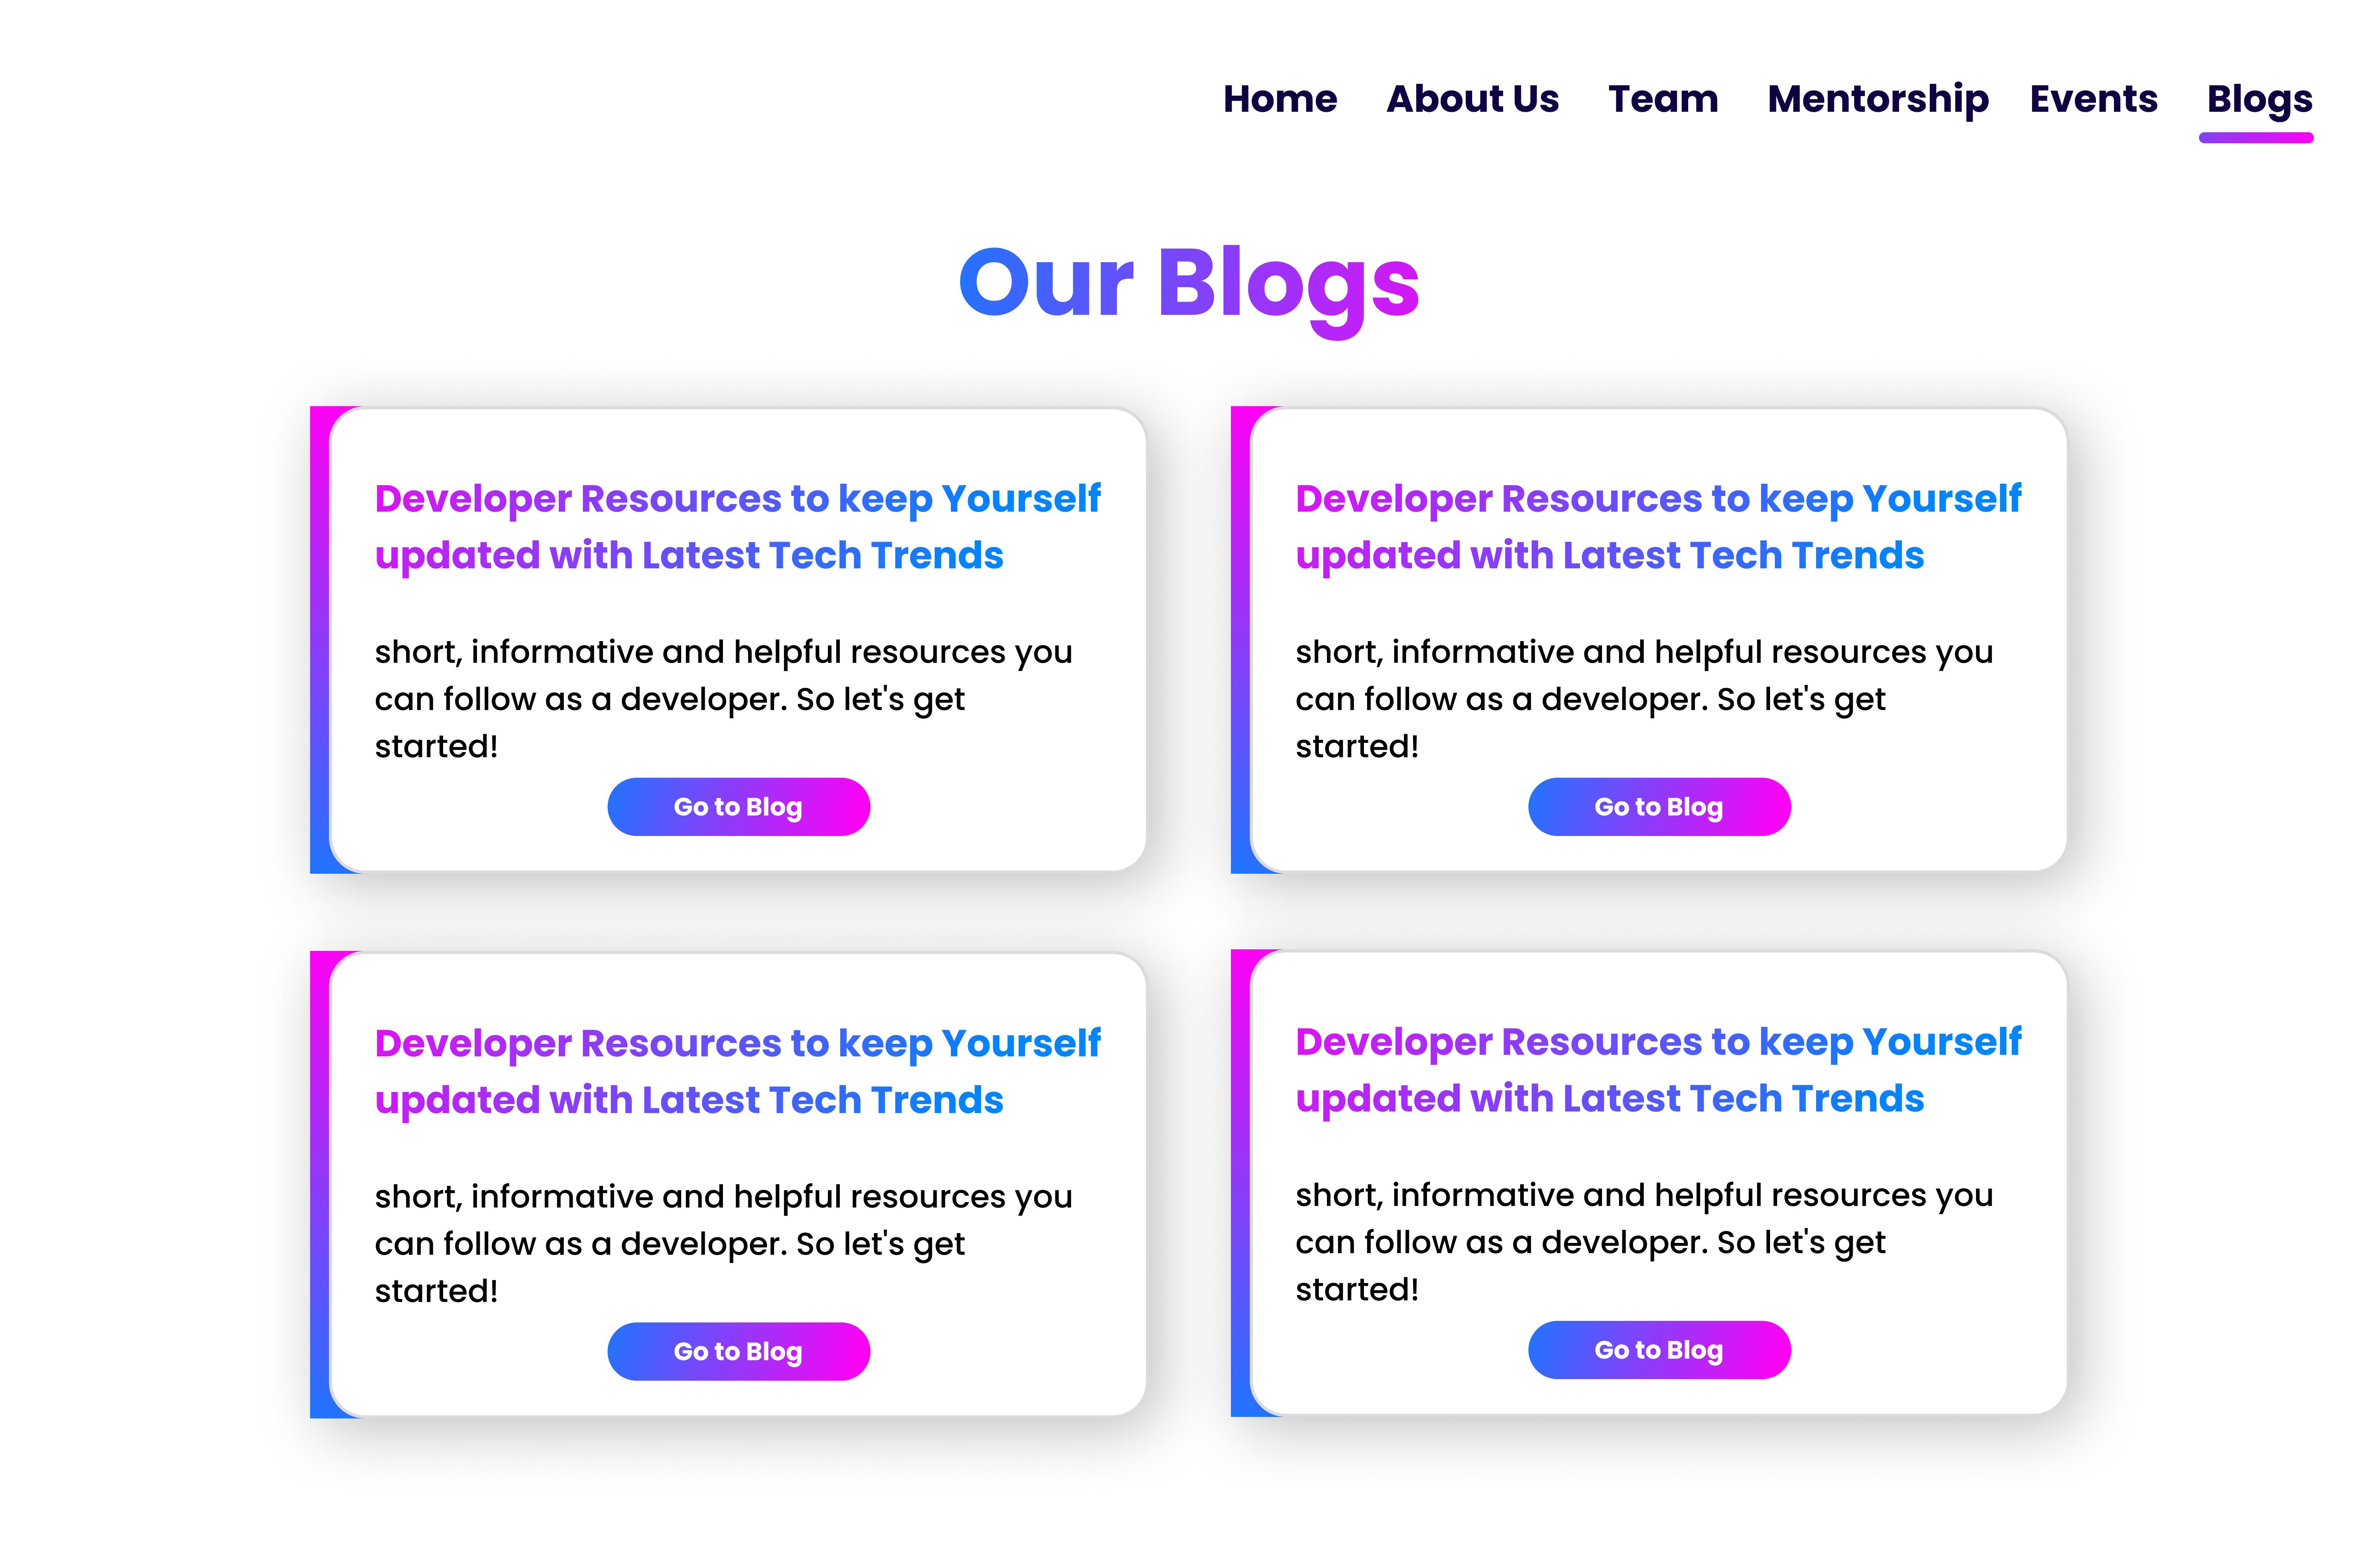 Home About Us Team Mentorship Events Blogs
Our Blogs
Developer Resources to keep Yourself
updated with Latest Tech Trends
short, informative and helpful resources you
can follow as a developer. So let's get
started!
Go to Blog
Developer Resources to keep Yourself
updated with Latest Tech Trends
short, informative and helpful resources you
can follow as a developer. So let's get
started!
Go to Blog
Developer Resources to keep Yourself
updated with Latest Tech Trends
short, informative and helpful resources you
can follow as a developer. So let's get
started!
Go to Blog
Developer Resources to keep Yourself
updated with Latest Tech Trends
short, informative and helpful resources you
can follow as a developer. So let's get
started!
Go to Blog